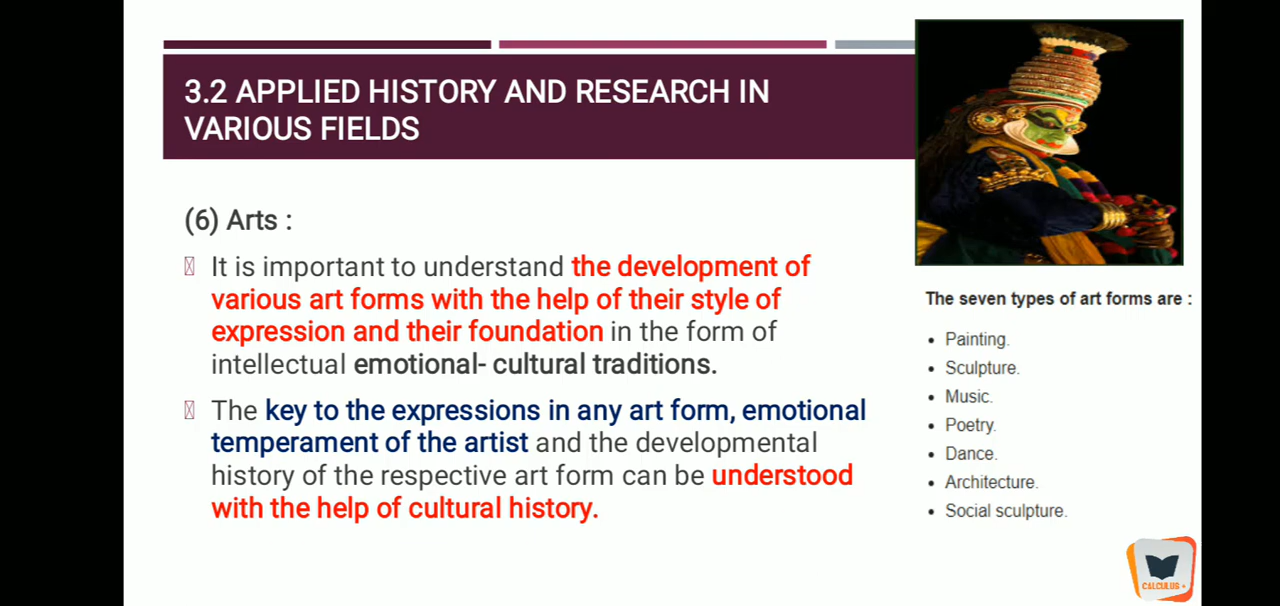 3.2 APPLIED HISTORY AND RESEARCH IN
VARIOUS FIELDS
(6) Arts :
It is important to understand the development of
various art forms with the help of their style of
expression and their foundation in the form of
intellectual emotional- cultural traditions.
The key to the expressions in any art form, emotional
temperament of the artist and the developmental
history of the respective art form can be understood
with the help of cultural history.
The seven types of art forms are :
• Painting.
• Sculpture.
• Music.
• Poetry.
• Dance.
• Architecture.
• Social sculpture.
CALCULUS +